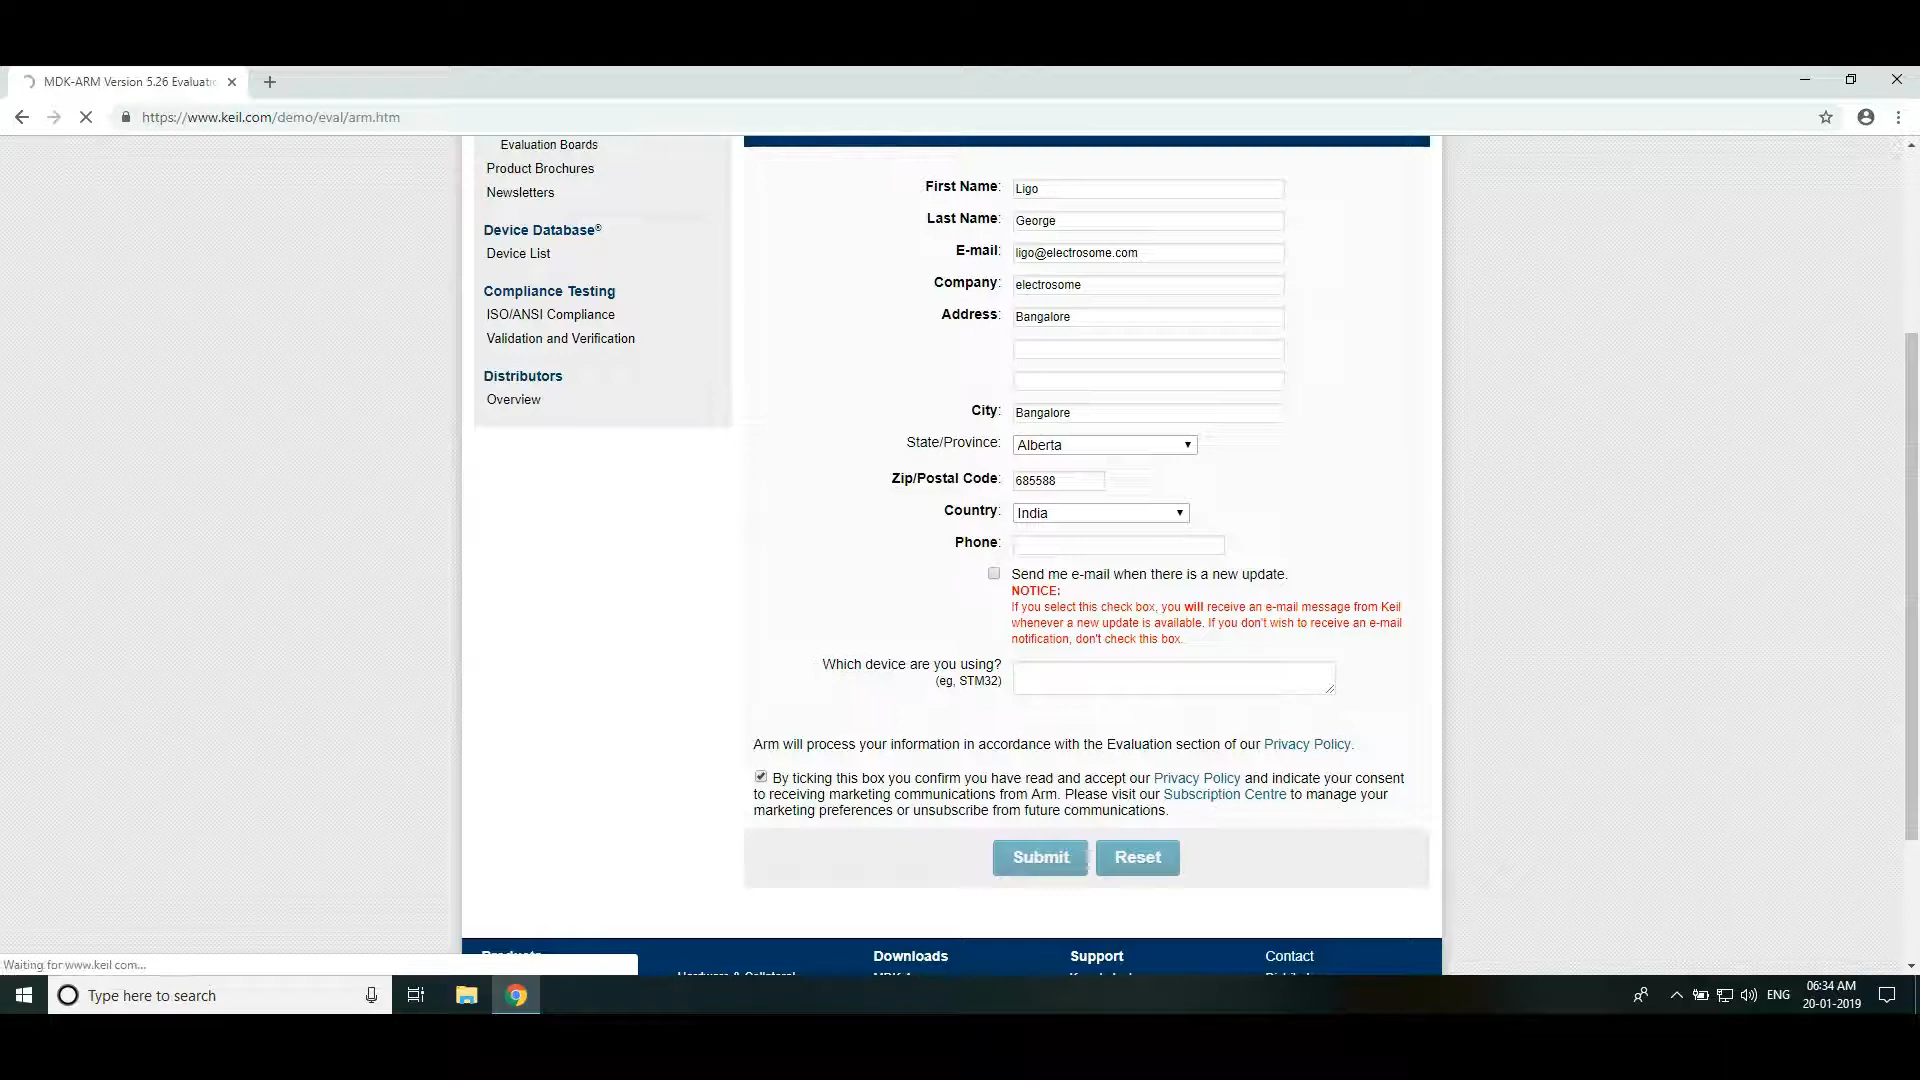 MDK-ARM Version 5.26 Evaluatio
https://www.keil.com/demo/eval/arm.htm
Evaluation Boards
Product Brochures
Newsletters
Device Database®
Device List
Compliance Testing
ISO/ANSI Compliance
Validation and Verification
Distributors
Overview
First Name: Ligo
Last Name: George
E-mail: ligo@electrosome.com
Company: electrosome
Address: Bangalore
City: Bangalore
State/Province: Alberta
Zip/Postal Code: 685588
Country: India
Phone:
Send me e-mail when there is a new update.
NOTICE:
If you select this check box, you will receive an e-mail message from Keil
whenever a new update is available. If you don't wish to receive an e-mail
notification, don't check this box.
Which device are you using?
(eg, STM32)
Arm will process your information in accordance with the Evaluation section of our Privacy Policy.
By ticking this box you confirm you have read and accept our Privacy Policy and indicate your consent
to receiving marketing communications from Arm. Please visit our Subscription Centre to manage your
marketing preferences or unsubscribe from future communications.
Submit Reset
Products Downloads Support Contact
Waiting for www.keil.com...
Type here to search
ENG
06:34 AM
20-01-2019